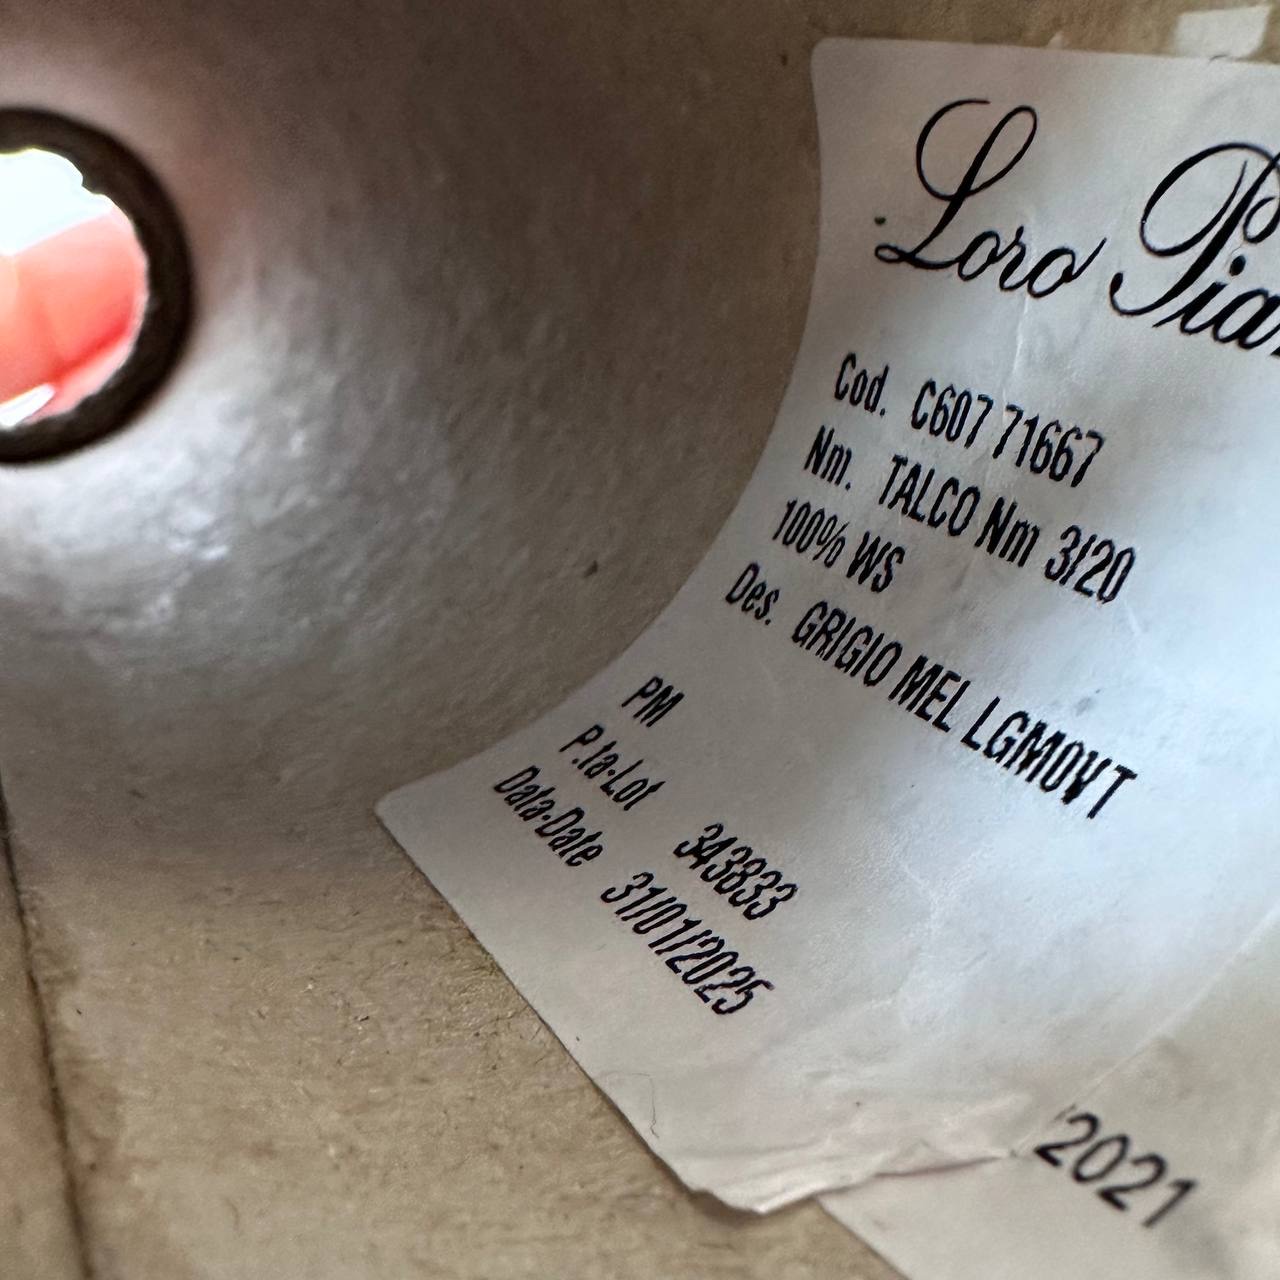 Loro Pia
Cod. C607 71667
Nm. TALCO Nm 3/20
100% WS
Des. GRIGIO MEL LGM0VT
PM
P.ta-Lot 343833
Data-Date 31/01/2025
2021